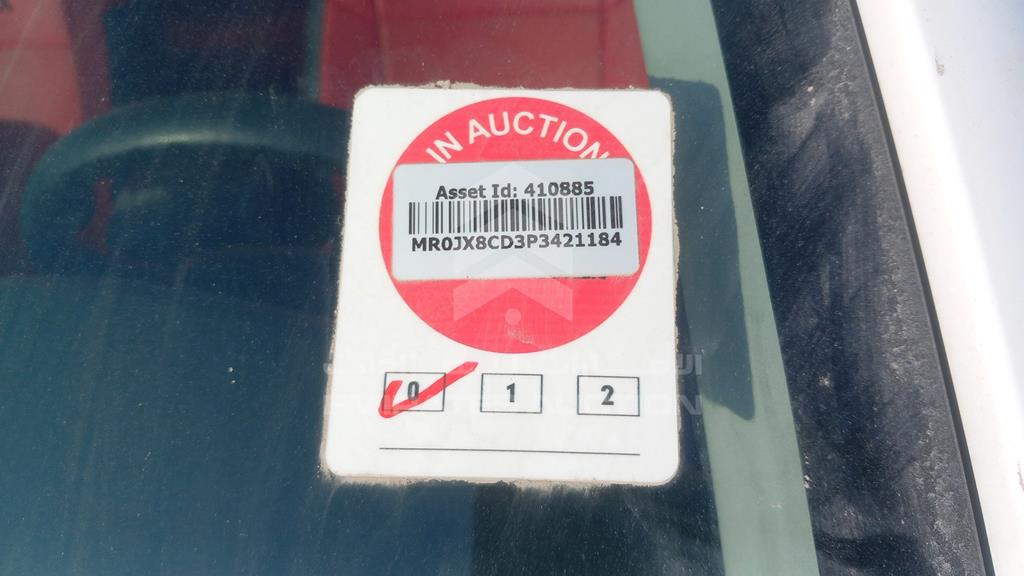 IN AUCTION
Asset Id: 410885
MR0JX8CD3P3421184
0 1 2